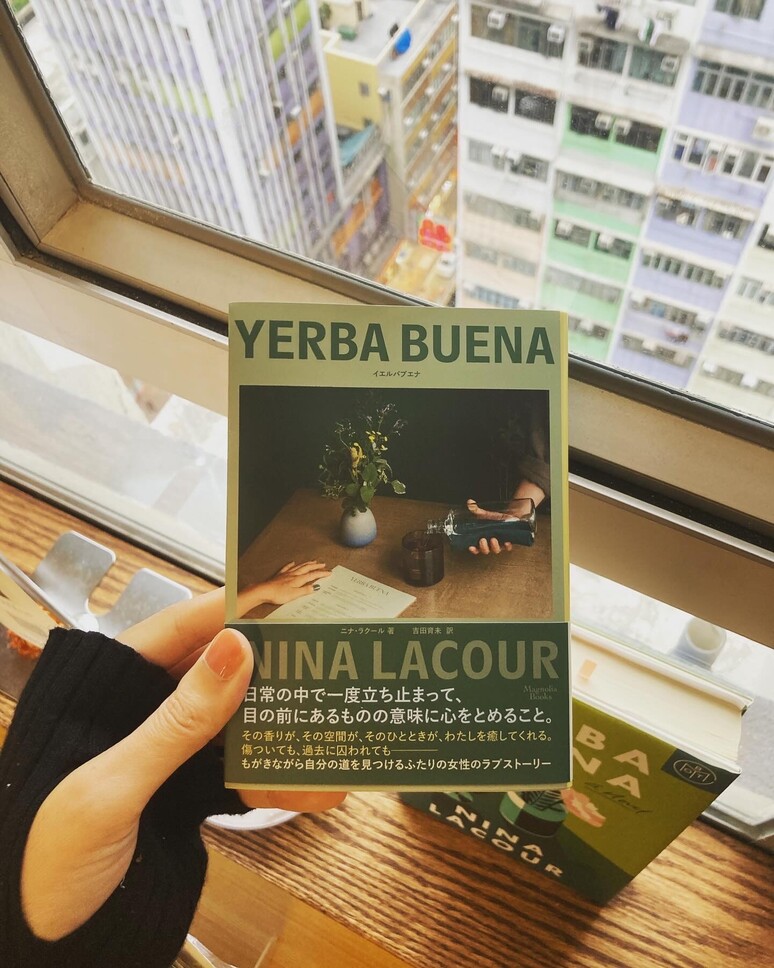 YERBA BUENA
イエルバブエナ
YERBA BUENA
ニナ・ラクール 著 吉田育未 訳
NINA LACOUR
Magnolia
Books
日常の中で一度立ち止まって、
目の前にあるものの意味に心をとめること。
その香りが、その空間が、そのひとときが、わたしを癒してくれる。
傷ついても、過去に囚われても————
もがきながら自分の道を見つけるふたりの女性のラブストーリー
BA
NA
a novel
NINA
LACOUR